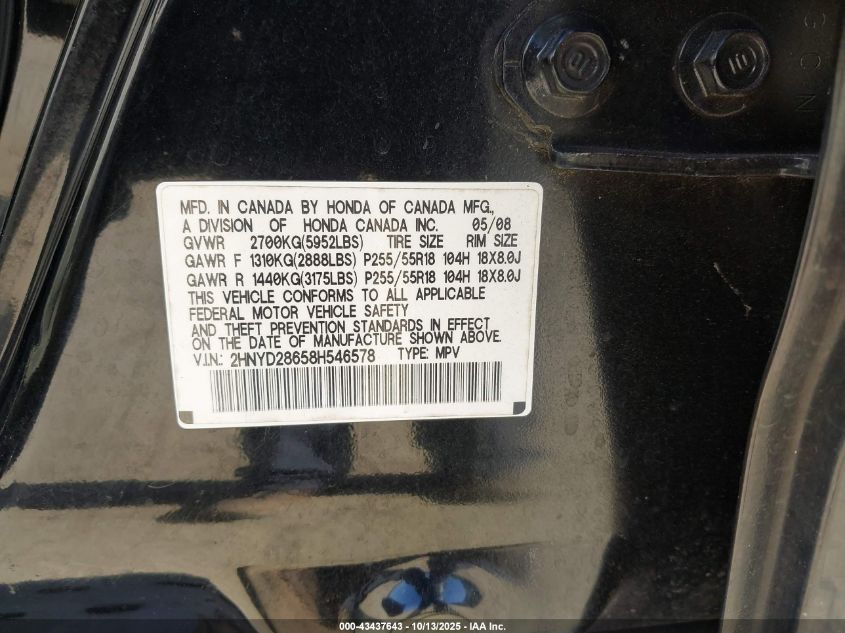 G C N
MFD. IN CANADA BY HONDA OF CANADA MFG.,
A DIVISION OF HONDA CANADA INC. 05/08
GVWR 2700KG(5952LBS) TIRE SIZE RIM SIZE
GAWR F 1310KG(2888LBS) P255/55R18 104H 18X8.0J
GAWR R 1440KG(3175LBS) P255/55R18 104H 18X8.0J
THIS VEHICLE CONFORMS TO ALL APPLICABLE
FEDERAL MOTOR VEHICLE SAFETY
AND THEFT PREVENTION STANDARDS IN EFFECT
ON THE DATE OF MANUFACTURE SHOWN ABOVE.
V.I.N.: 2HNYD28658H546578 TYPE: MPV
000-43437643 - 10/13/2025 - IAA Inc.